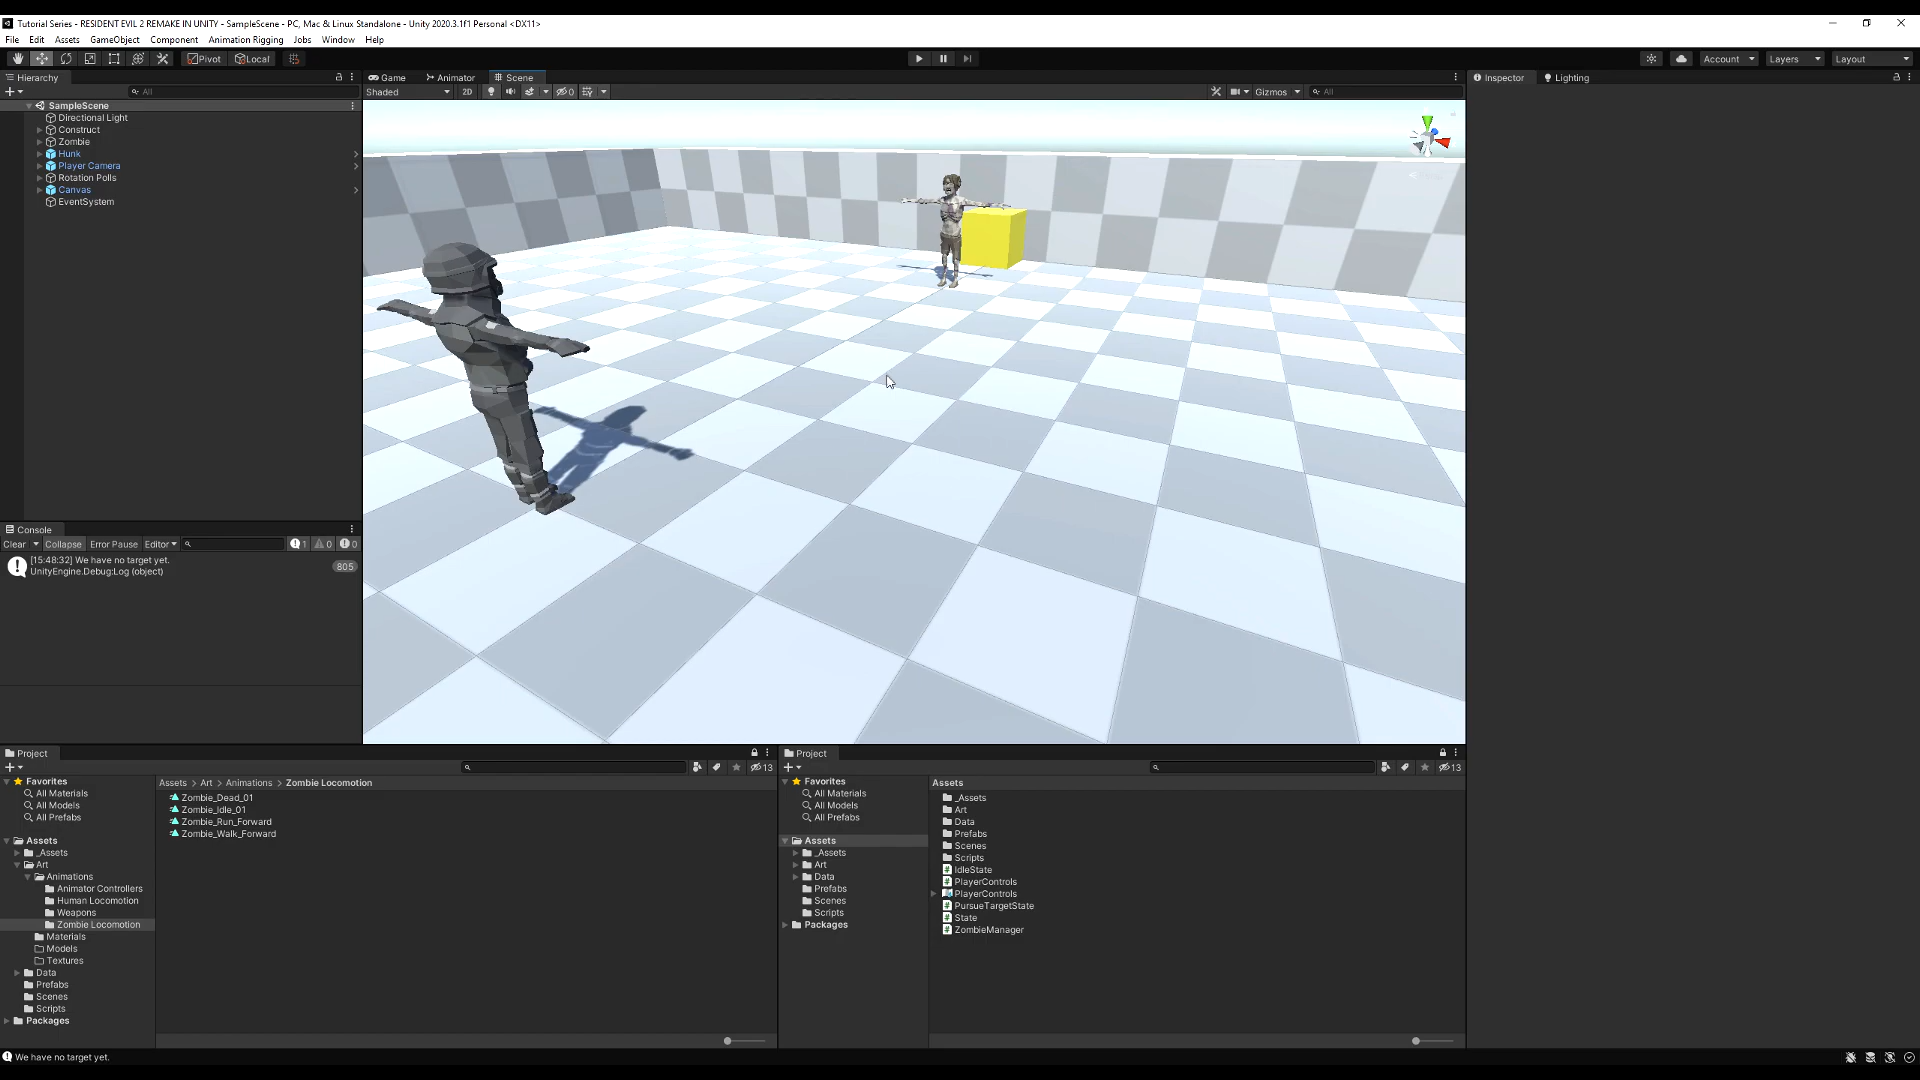 Tutorial Series - RESIDENT EVIL 2 REMAKE IN UNITY - SampleScene - PC, Mac & Linux Standalone - Unity 2020.3.1f1 Personal <DX11>
File Edit Assets GameObject Component Animation Rigging Jobs Window Help
Pivot Local Account Layers Layout
Hierarchy
All
SampleScene
Directional Light
Construct
Zombie
Hunk
Player Camera
Rotation Polls
Canvas
EventSystem
Game Animator Scene
Shaded 2D 0 Gizmos All
Inspector Lighting
Console
Clear Collapse Error Pause Editor 1 0 0
[15:48:32] We have no target yet.
UnityEngine.Debug:Log (object)
805
Project
13
Favorites
All Materials
All Models
All Prefabs
Assets
_Assets
Art
Animations
Animator Controllers
Human Locomotion
Weapons
Zombie Locomotion
Materials
Models
Textures
Data
Prefabs
Scenes
Scripts
Packages
Assets > Art > Animations > Zombie Locomotion
Zombie_Dead_01
Zombie_Idle_01
Zombie_Run_Forward
Zombie_Walk_Forward
Project
13
Favorites
All Materials
All Models
All Prefabs
Assets
_Assets
Art
Data
Prefabs
Scenes
Scripts
Packages
Assets
_Assets
Art
Data
Prefabs
Scenes
Scripts
IdleState
PlayerControls
PlayerControls
PursueTargetState
State
ZombieManager
We have no target yet.